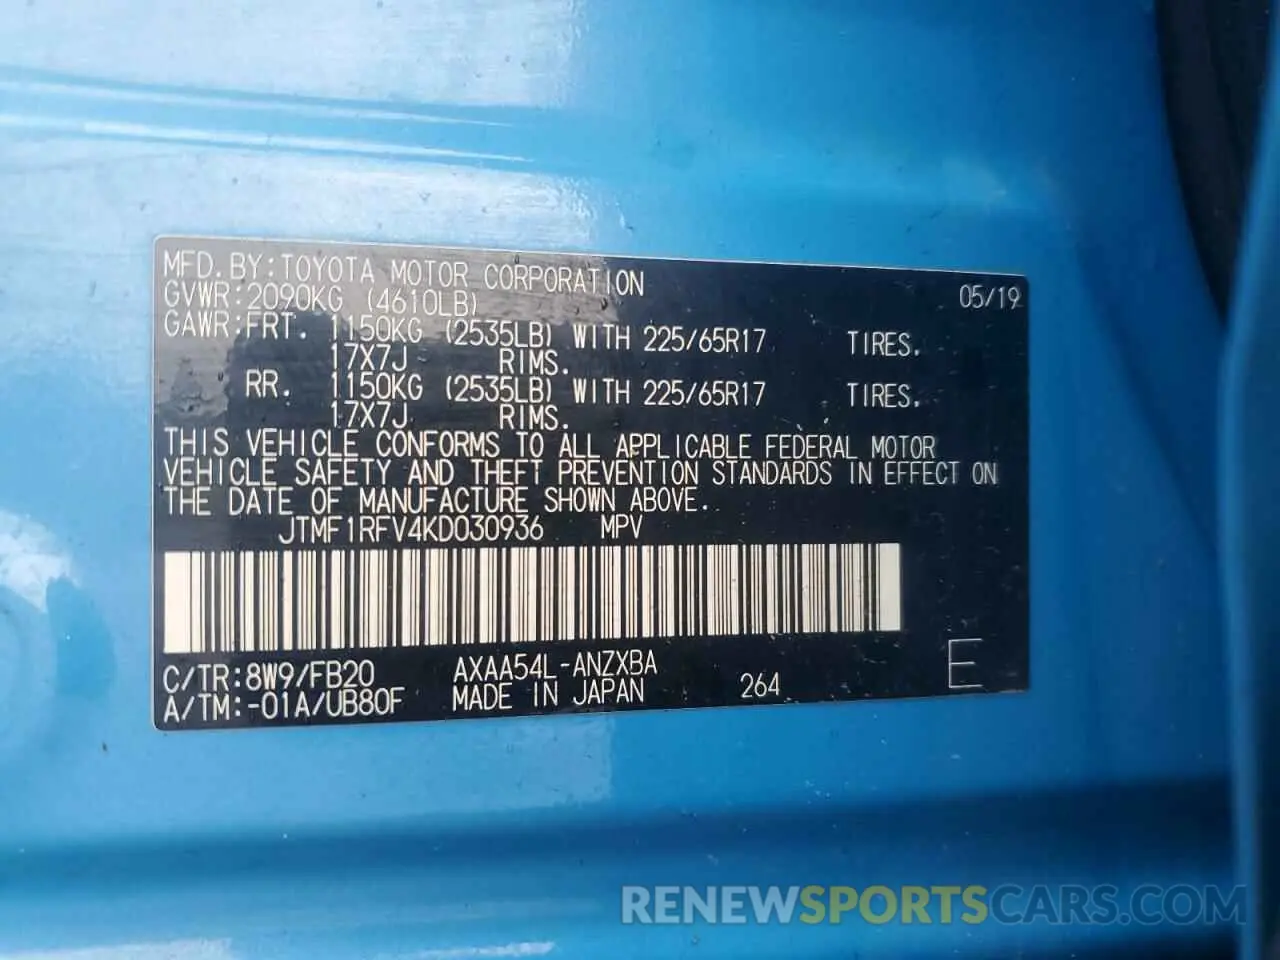 MFD.BY:TOYOTA MOTOR CORPORATION 05/19
GVWR:2090KG (4610LB)
GAWR:FRT. 1150KG (2535LB) WITH 225/65R17 TIRES.
17X7J RIMS.
RR. 1150KG (2535LB) WITH 225/65R17 TIRES.
17X7J RIMS.
THIS VEHICLE CONFORMS TO ALL APPLICABLE FEDERAL MOTOR
VEHICLE SAFETY AND THEFT PREVENTION STANDARDS IN EFFECT ON
THE DATE OF MANUFACTURE SHOWN ABOVE.
JTMF1RFV4KD030936 MPV
C/TR:8W9/FB20 AXAA54L-ANZXBA
A/TM:-01A/UB80F MADE IN JAPAN 264 E
RENEWSPORTSCARS.COM